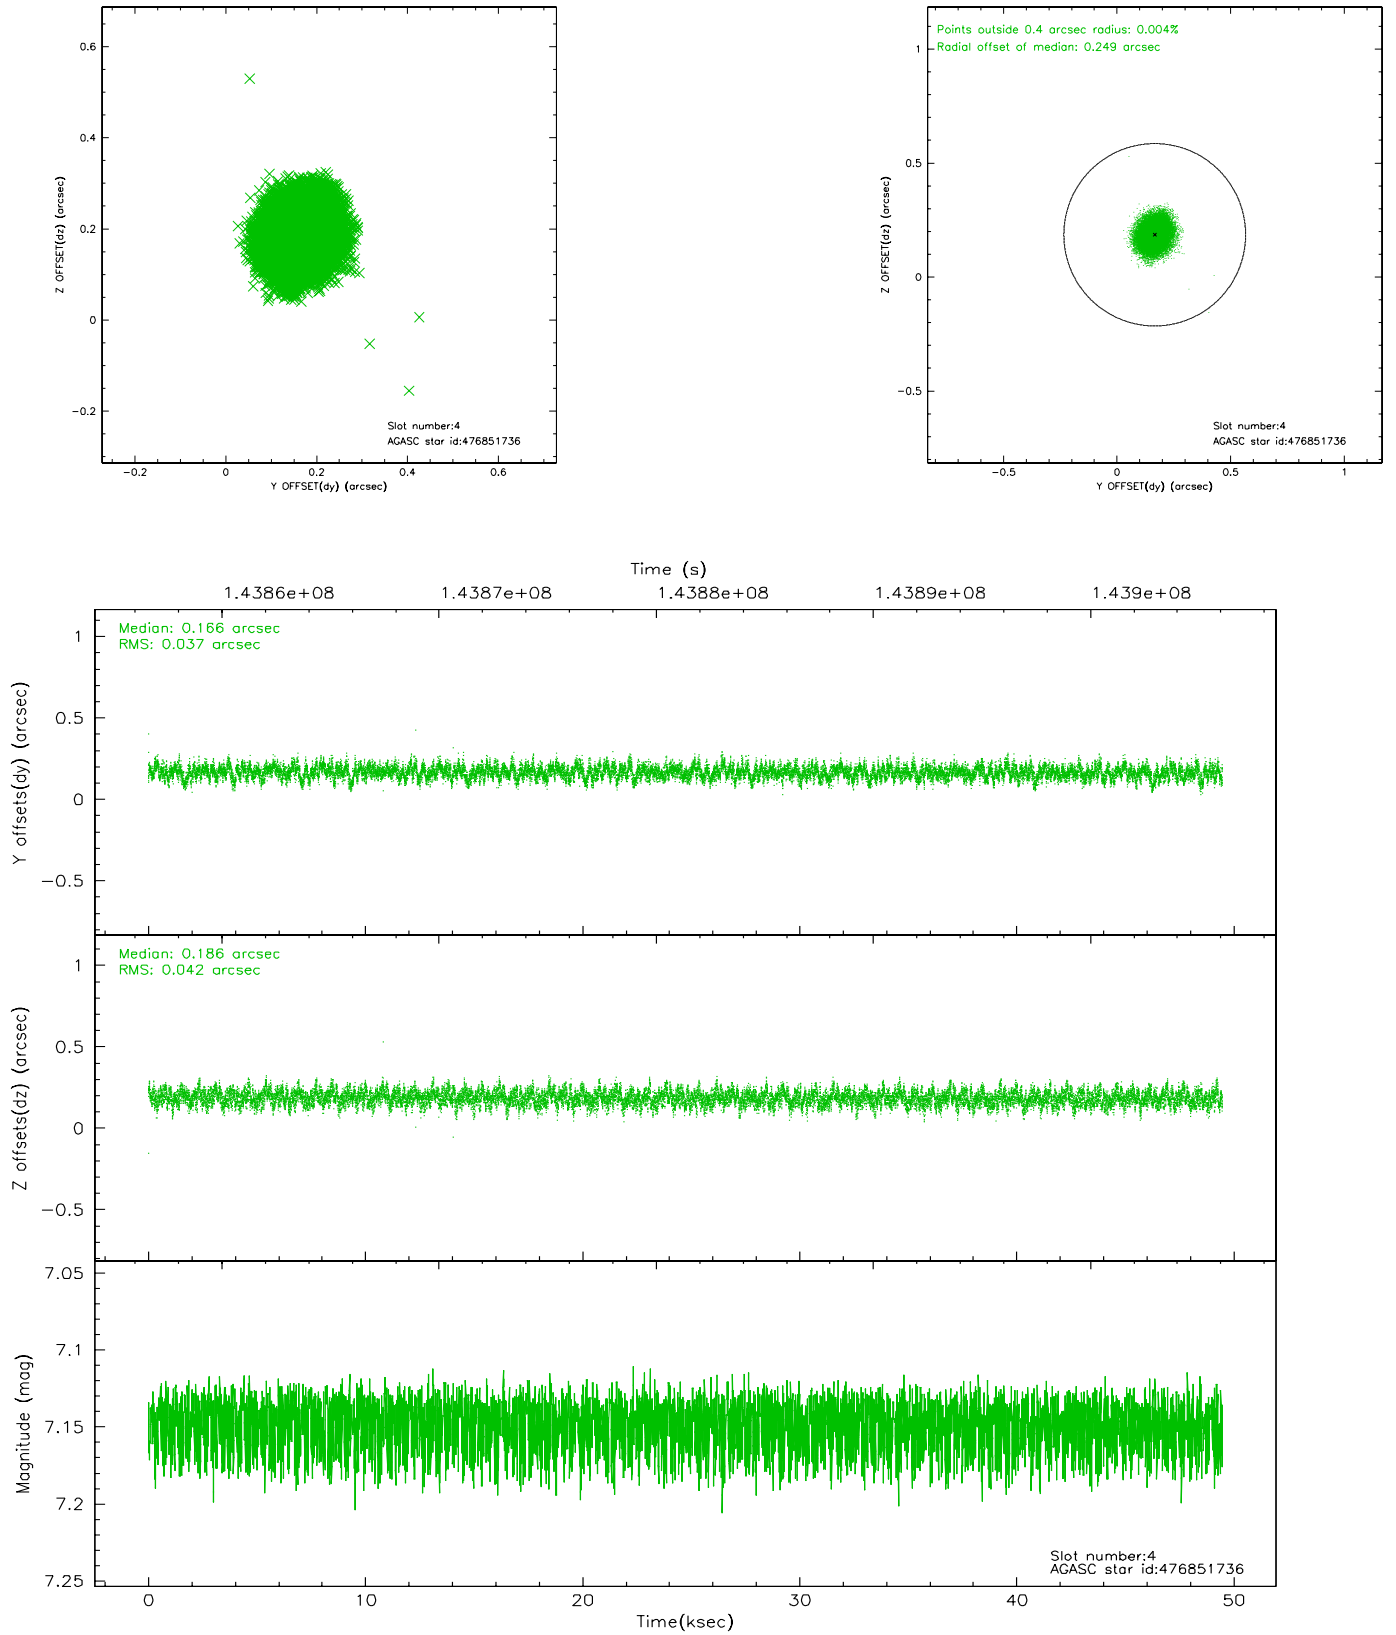 0.6
0.4
0.2
0
−0.2
Z OFFSET(dz) (arcsec)
Slot number:4
AGASC star id:476851736
−0.2 0 0.2 0.4 0.6
Y OFFSET(dy) (arcsec)
Points outside 0.4 arcsec radius: 0.004%
Radial offset of median: 0.249 arcsec
1
0.5
0
−0.5
Z OFFSET(dz) (arcsec)
Slot number:4
AGASC star id:476851736
−0.5 0 0.5 1
Y OFFSET(dy) (arcsec)
Time (s)
1.4386e+08 1.4387e+08 1.4388e+08 1.4389e+08 1.439e+08
Median: 0.166 arcsec
RMS: 0.037 arcsec
1
0.5
0
−0.5
Y offsets(dy) (arcsec)
Median: 0.186 arcsec
RMS: 0.042 arcsec
1
0.5
0
−0.5
Z offsets(dz) (arcsec)
7.05
7.1
7.15
7.2
7.25
Magnitude (mag)
Slot number:4
AGASC star id:476851736
0 10 20 30 40 50
Time(ksec)